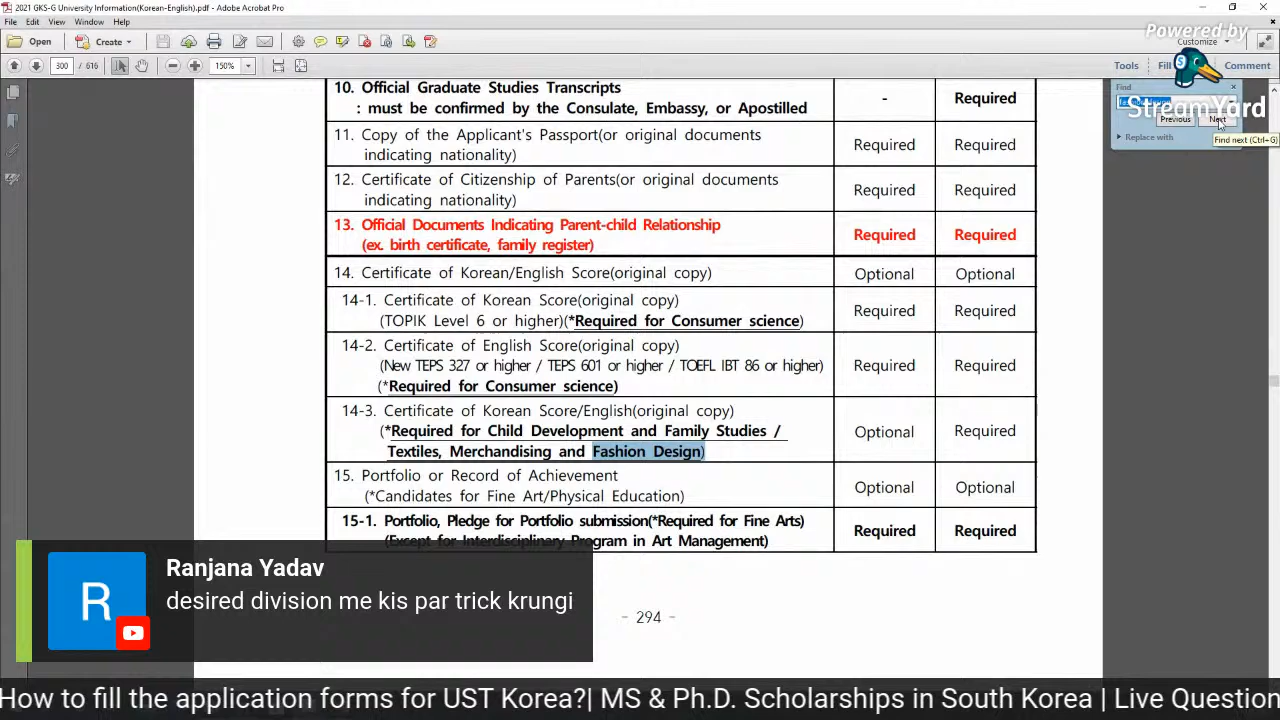 2021 GKS-G University Information(Korean-English).pdf - Adobe Acrobat Pro
File Edit View Window Help
Powered by
Open Create Customize
300 / 616 150% Tools Fill Comment
StreamYard
Find
Previous Next
Replace with
Find next (Ctrl+G)
10. Official Graduate Studies Transcripts
: must be confirmed by the Consulate, Embassy, or Apostilled - Required
11. Copy of the Applicant's Passport(or original documents
indicating nationality) Required Required
12. Certificate of Citizenship of Parents(or original documents
indicating nationality) Required Required
13. Official Documents Indicating Parent-child Relationship
(ex. birth certificate, family register) Required Required
14. Certificate of Korean/English Score(original copy) Optional Optional
14-1. Certificate of Korean Score(original copy)
(TOPIK Level 6 or higher)(*Required for Consumer science) Required Required
14-2. Certificate of English Score(original copy)
(New TEPS 327 or higher / TEPS 601 or higher / TOEFL IBT 86 or higher)
(*Required for Consumer science) Required Required
14-3. Certificate of Korean Score/English(original copy)
(*Required for Child Development and Family Studies /
Textiles, Merchandising and Fashion Design) Optional Required
15. Portfolio or Record of Achievement
(*Candidates for Fine Art/Physical Education) Optional Optional
15-1. Portfolio, Pledge for Portfolio submission(*Required for Fine Arts)
(Except for Interdisciplinary Program in Art Management) Required Required
- 294 -
R
Ranjana Yadav
desired division me kis par trick krungi
How to fill the application forms for UST Korea?| MS & Ph.D. Scholarships in South Korea | Live Question